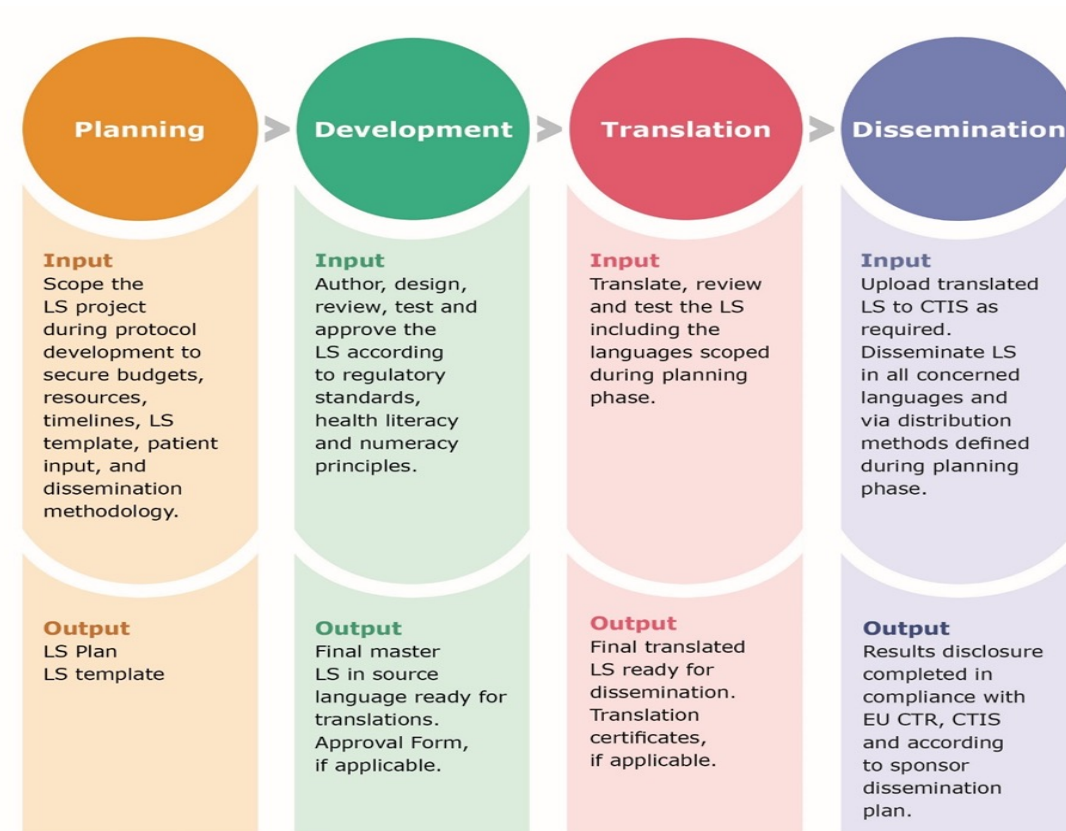 Planning
>
Development
>
Translation
>
Dissemination
Input
Scope the
LS project
during protocol
development to
secure budgets,
resources,
timelines, LS
template, patient
input, and
dissemination
methodology.
Output
LS Plan
LS template
Input
Author, design,
review, test and
approve the
LS according
to regulatory
standards,
health literacy
and numeracy
principles.
Output
Final master
LS in source
language ready for
translations.
Approval Form,
if applicable.
Input
Translate, review
and test the LS
including the
languages scoped
during planning
phase.
Output
Final translated
LS ready for
dissemination.
Translation
certificates,
if applicable.
Input
Upload translated
LS to CTIS as
required.
Disseminate LS
in all concerned
languages and
via distribution
methods defined
during planning
phase.
Output
Results disclosure
completed in
compliance with
EU CTR, CTIS
and according
to sponsor
dissemination
plan.